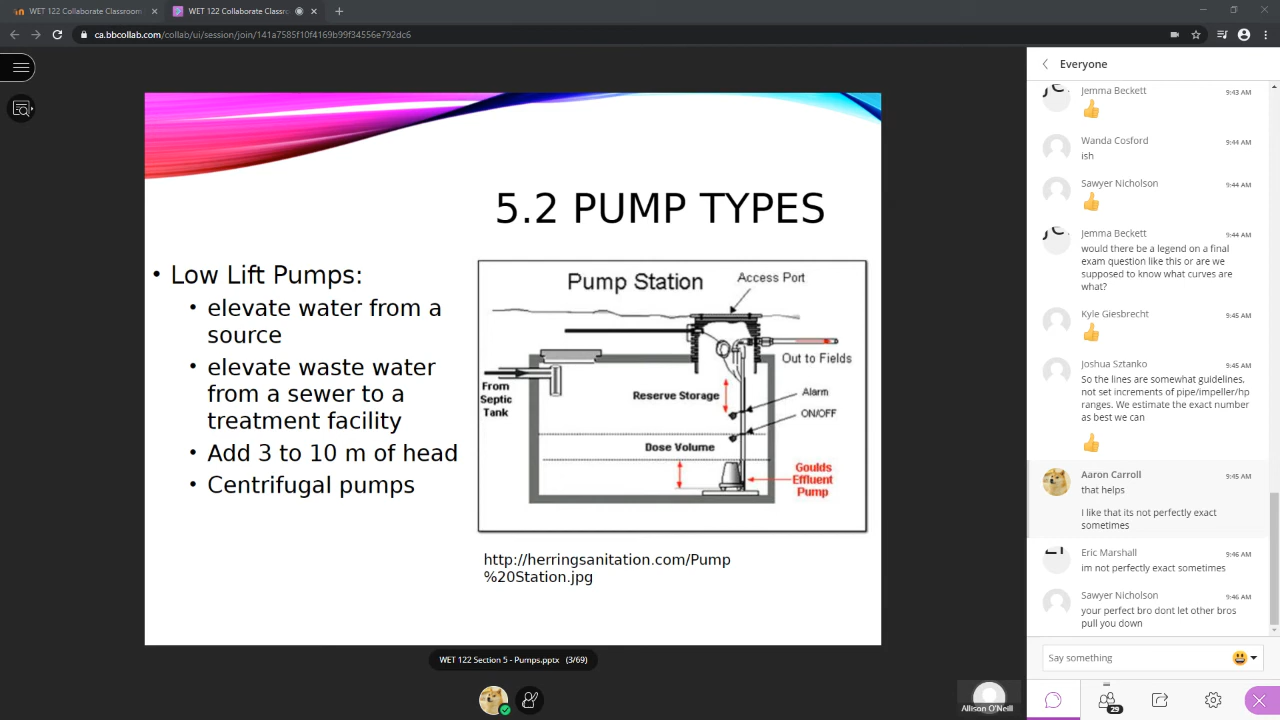 WET 122 Collaborate Classroom
WET 122 Collaborate Classr
ca.bbcollab.com/collab/ui/session/join/141a7585f10f4169b99f34556e792dc6
5.2 PUMP TYPES
• Low Lift Pumps:
• elevate water from a
source
• elevate waste water
from a sewer to a
treatment facility
• Add 3 to 10 m of head
• Centrifugal pumps
Pump Station
Access Port
Out to Fields
From
Septic
Tank
Reserve Storage
Alarm
ON/OFF
Dose Volume
Goulds
Effluent
Pump
http://herringsanitation.com/Pump
%20Station.jpg
WET 122 Section 5 - Pumps.pptx (3/69)
Allison O'Neill
Everyone
Jemma Beckett 9:43 AM
👍
Wanda Cosford 9:44 AM
ish
Sawyer Nicholson 9:44 AM
👍
Jemma Beckett 9:44 AM
would there be a legend on a final
exam question like this or are we
supposed to know what curves are
what?
Kyle Giesbrecht 9:45 AM
👍
Joshua Sztanko 9:45 AM
So the lines are somewhat guidelines,
not set increments of pipe/impeller/hp
ranges. We estimate the exact number
as best we can
👍
Aaron Carroll 9:45 AM
that helps
I like that its not perfectly exact
sometimes
Eric Marshall 9:46 AM
im not perfectly exact sometimes
Sawyer Nicholson 9:46 AM
your perfect bro dont let other bros
pull you down
Say something
29